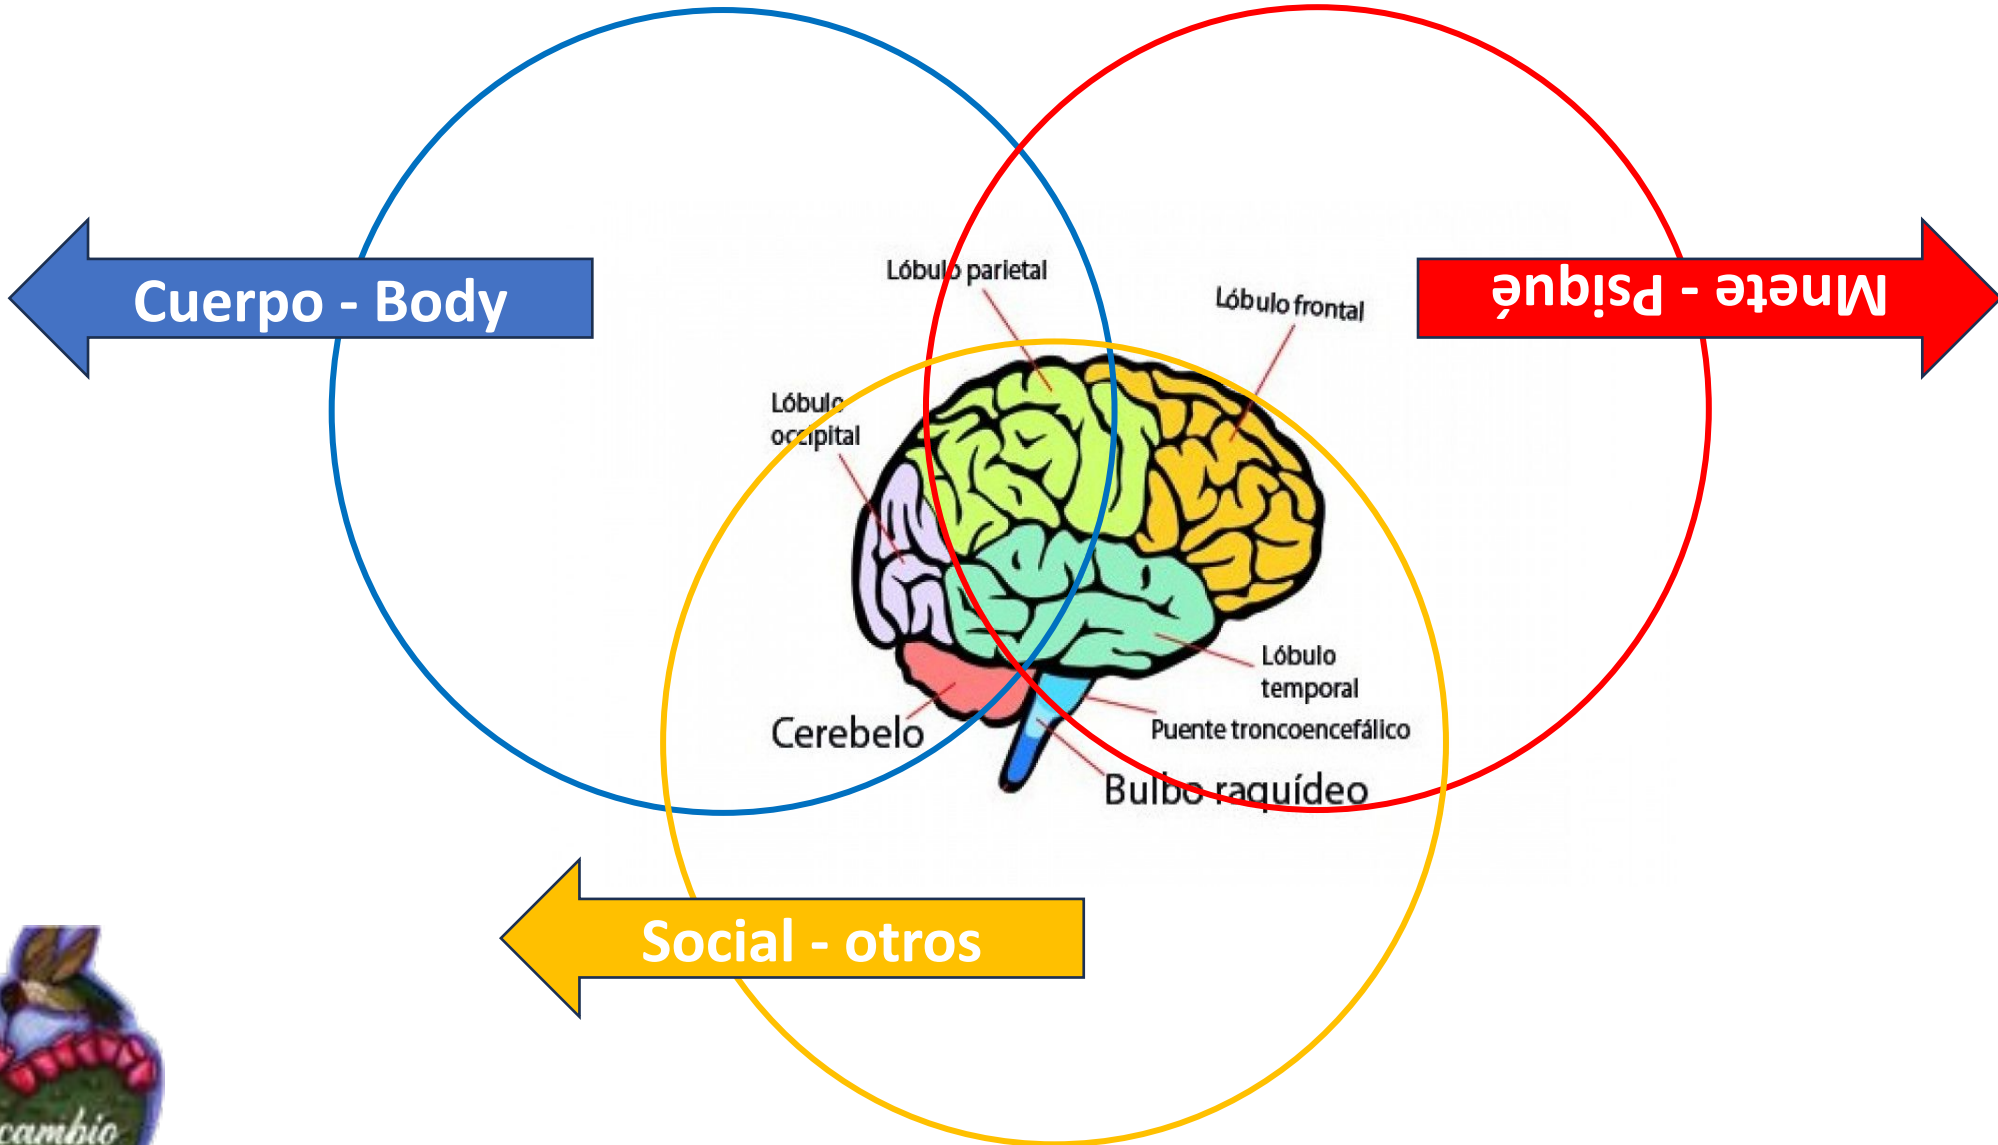 Lóbulo parietal
Lóbulo frontal
Cuerpo - Body
Mnete - Psiqué
Lóbulo
occipital
Lóbulo
temporal
Puente troncoencefálico
Cerebelo
Bulbo raquídeo
Social - otros
cambio